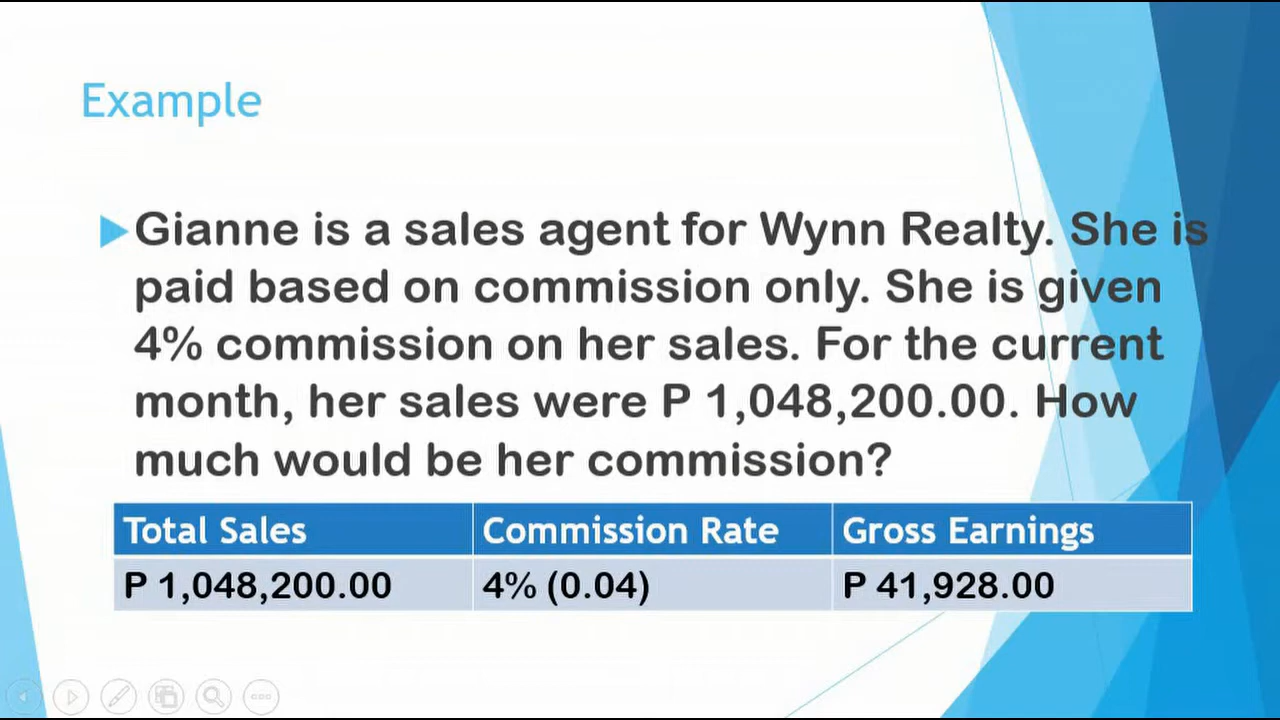 Example
Gianne is a sales agent for Wynn Realty. She is
paid based on commission only. She is given
4% commission on her sales. For the current
month, her sales were P 1,048,200.00. How
much would be her commission?
Total Sales Commission Rate Gross Earnings
P 1,048,200.00 4% (0.04) P 41,928.00